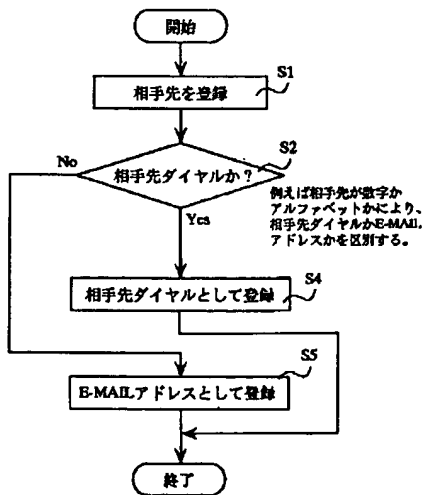 開始
S1
相手先を登録
S2
No
相手先ダイヤルか？
例えば相手先が数字か
アルファベットかにより、
相手先ダイヤルかE-MAIL
アドレスかを区別する。
Yes
S4
相手先ダイヤルとして登録
S5
E-MAILアドレスとして登録
終了